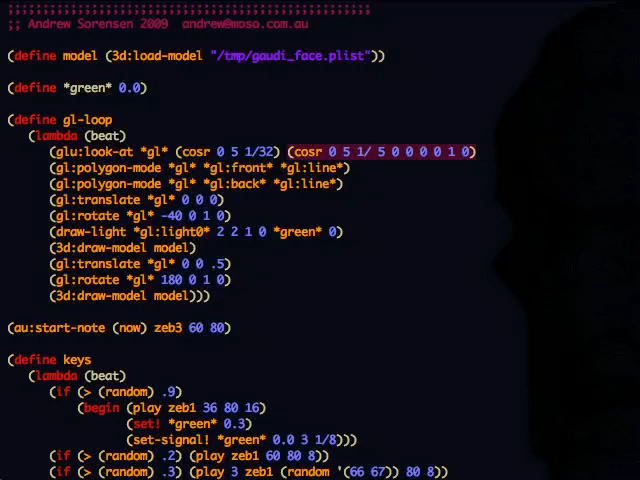 ;;;;;;;;;;;;;;;;;;;;;;;;;;;;;;;;;;;;;;;;;;;;;;;;;;;;
;; Andrew Sorensen 2009  andrew@moso.com.au
(define model (3d:load-model "/tmp/gaudi_face.plist"))
(define *green* 0.0)
(define gl-loop
(lambda (beat)
(glu:look-at *gl* (cosr 0 5 1/32) (cosr 0 5 1/ 5 0 0 0 0 1 0)
(gl:polygon-mode *gl* *gl:front* *gl:line*)
(gl:polygon-mode *gl* *gl:back* *gl:line*)
(gl:translate *gl* 0 0 0)
(gl:rotate *gl* -40 0 1 0)
(draw-light *gl:light0* 2 2 1 0 *green* 0)
(3d:draw-model model)
(gl:translate *gl* 0 0 .5)
(gl:rotate *gl* 180 0 1 0)
(3d:draw-model model)))
(au:start-note (now) zeb3 60 80)
(define keys
(lambda (beat)
(if (> (random) .9)
(begin (play zeb1 36 80 16)
(set! *green* 0.3)
(set-signal! *green* 0.0 3 1/8)))
(if (> (random) .2) (play zeb1 60 80 8))
(if (> (random) .3) (play 3 zeb1 (random '(66 67)) 80 8))